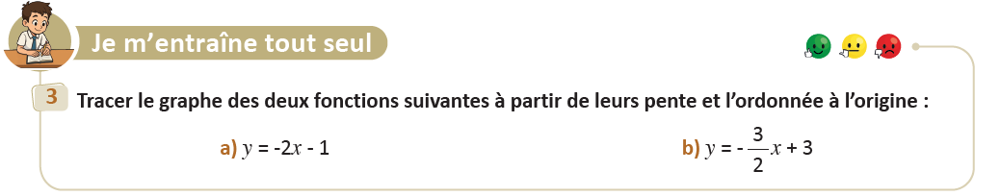 Je m’entraîne tout seul
3 Tracer le graphe des deux fonctions suivantes à partir de leurs pente et l’ordonnée à l’origine :
a) y = -2x - 1 b) y = - 3/2 x + 3